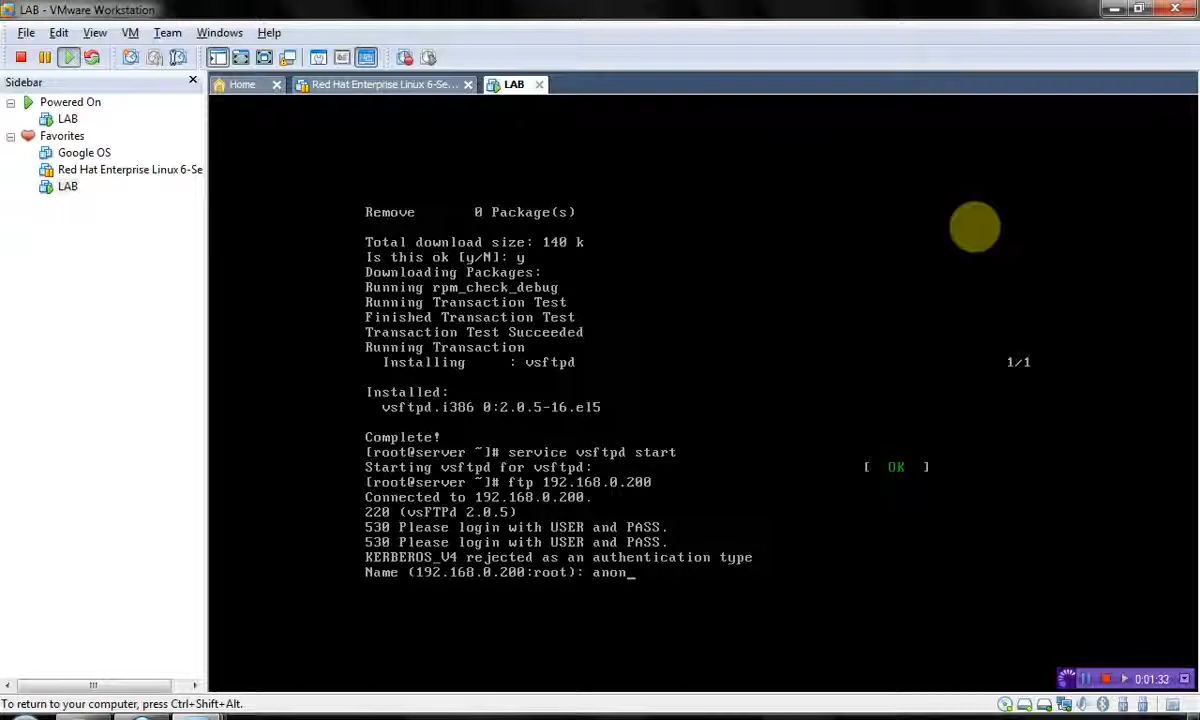 LAB - VMware Workstation
File Edit View VM Team Windows Help
Sidebar
Powered On
LAB
Favorites
Google OS
Red Hat Enterprise Linux 6-Se
LAB
Home
Red Hat Enterprise Linux 6-Se...
LAB
Remove 0 Package(s)
Total download size: 140 k
Is this ok [y/N]: y
Downloading Packages:
Running rpm_check_debug
Running Transaction Test
Finished Transaction Test
Transaction Test Succeeded
Running Transaction
Installing : vsftpd 1/1
Installed:
vsftpd.i386 0:2.0.5-16.el5
Complete!
[root@server ~]# service vsftpd start
Starting vsftpd for vsftpd: [ OK ]
[root@server ~]# ftp 192.168.0.200
Connected to 192.168.0.200.
220 (vsFTPd 2.0.5)
530 Please login with USER and PASS.
530 Please login with USER and PASS.
KERBEROS_V4 rejected as an authentication type
Name (192.168.0.200:root): anon_
0:01:33
To return to your computer, press Ctrl+Shift+Alt.